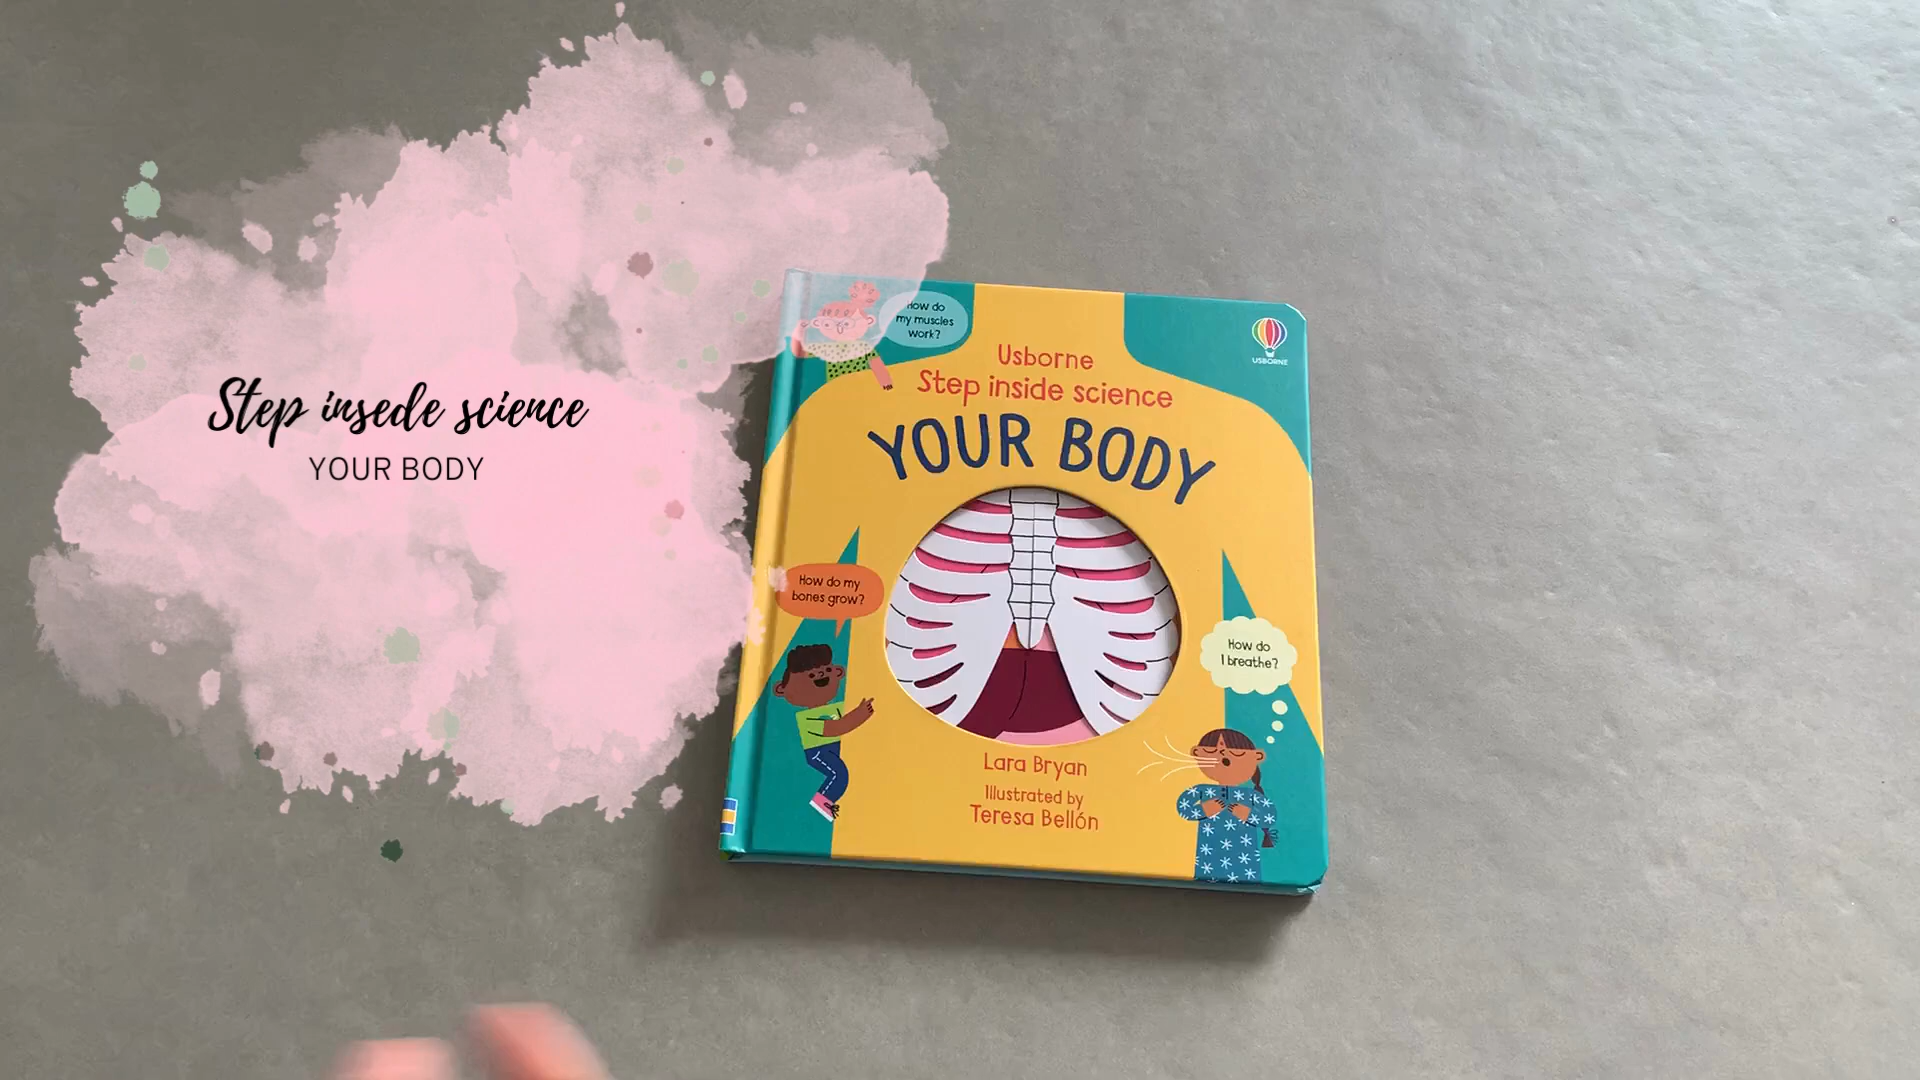 Step insede science
YOUR BODY
How do
my muscles
work?
USBORNE
Usborne
Step inside science
YOUR BODY
How do my
bones grow?
How do
I breathe?
Lara Bryan
Illustrated by
Teresa Bellón